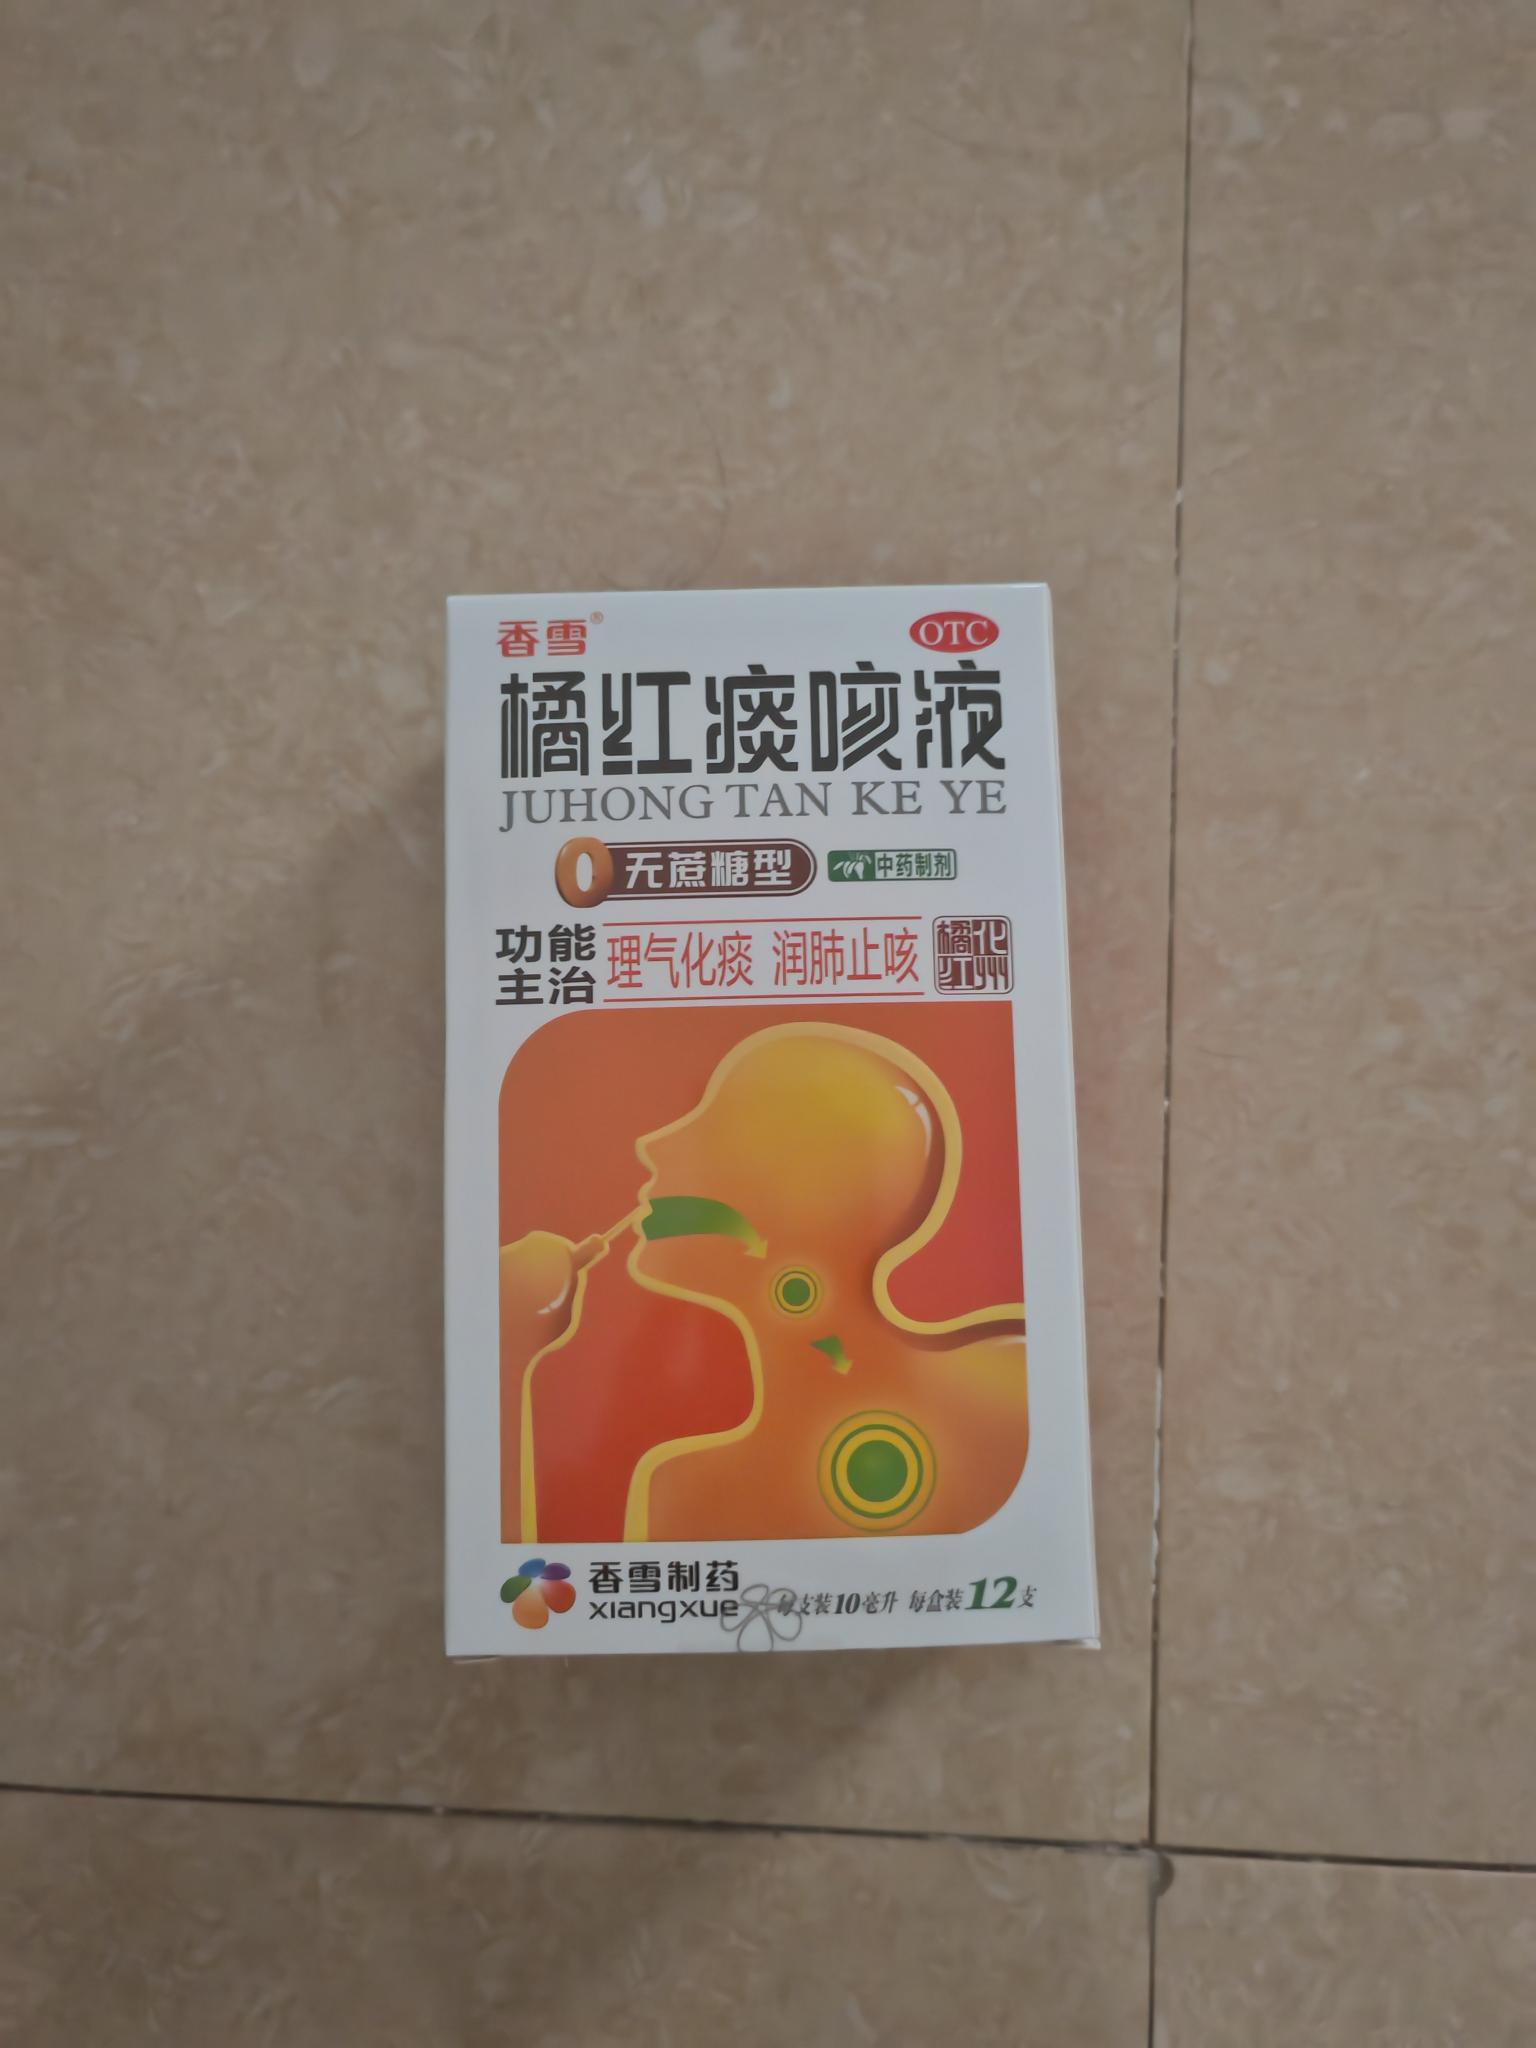 香雪®
OTC
橘红痰咳液
JUHONG TAN KE YE
0 无蔗糖型
中药制剂
功能主治
理气化痰 润肺止咳
化州橘红
香雪制药
xiangxue
每支装10毫升 每盒装12支